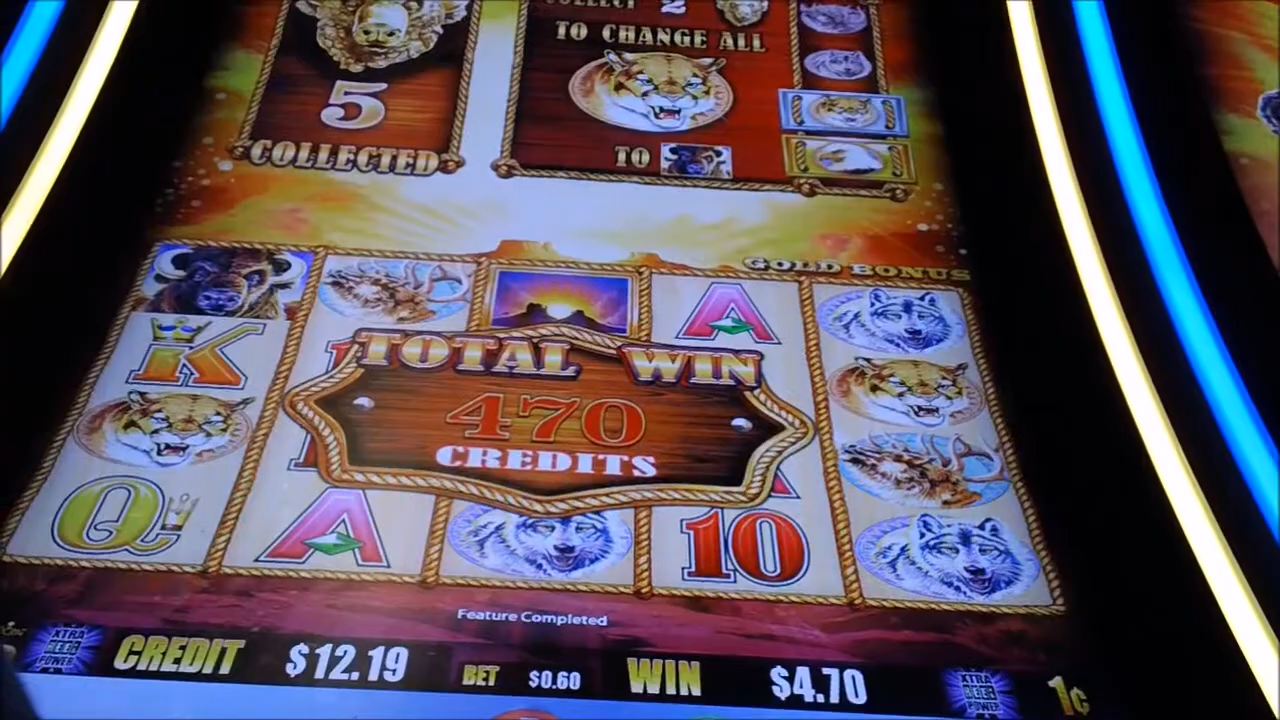 COLLECT 2
TO CHANGE ALL
5
COLLECTED
TO
GOLD BONUS
A
K
TOTAL WIN
470
CREDITS
Q
A
10
Feature Completed
XTRA
REEL
POWER
CREDIT $12.19 BET $0.60 WIN $4.70
XTRA
REEL
POWER
1¢